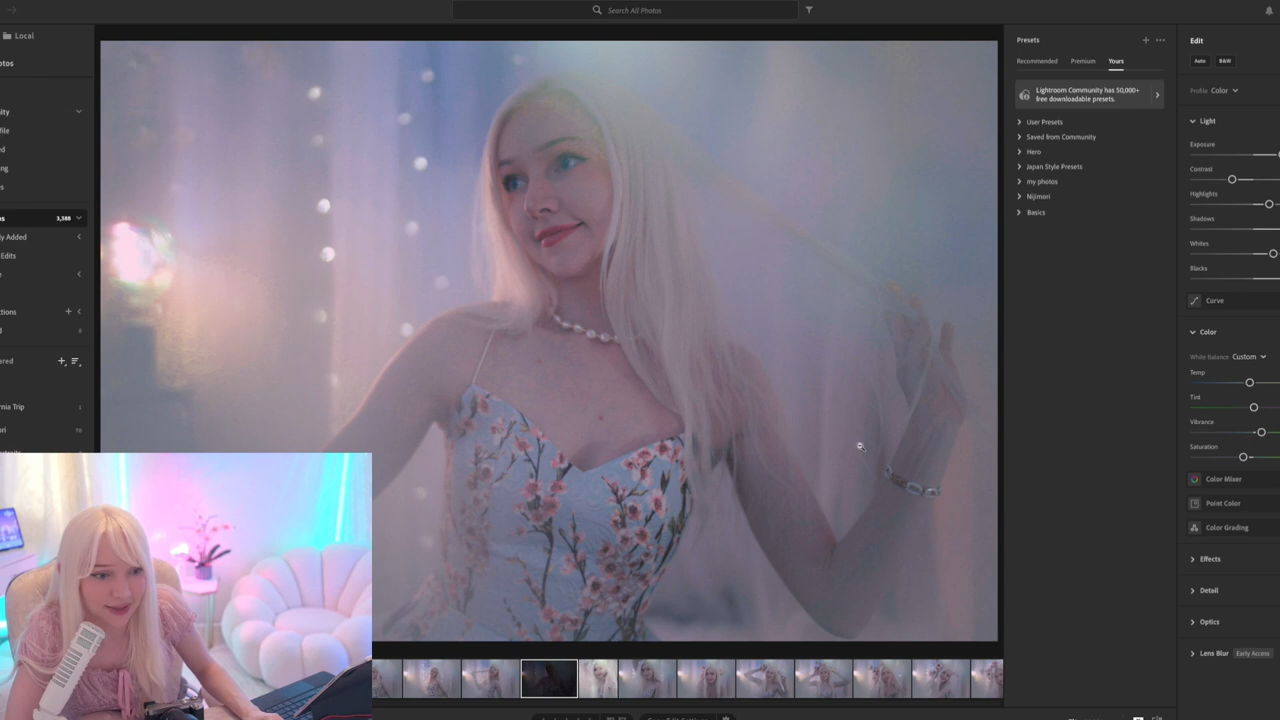 Search All Photos
Local
3,388
8
1
70
Presets
Recommended
Premium
Yours
Lightroom Community has 50,000+
free downloadable presets.
User Presets
Saved from Community
Hero
Japan Style Presets
my photos
Nijimori
Basics
Edit
Auto
B&W
Profile Color
Light
Exposure
Contrast
Highlights
Shadows
Whites
Blacks
Curve
Color
White Balance Custom
Temp
Tint
Vibrance
Saturation
Color Mixer
Point Color
Color Grading
Effects
Detail
Optics
Lens Blur Early Access